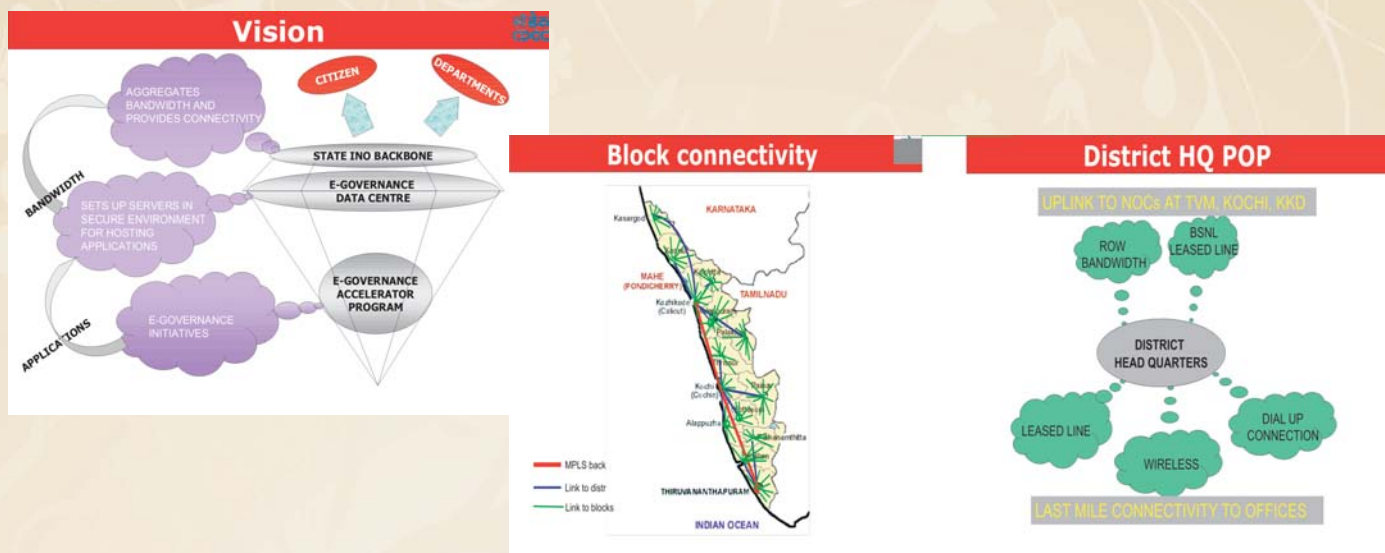 Vision
CITIZEN
DEPARTMENTS
AGGREGATES
BANDWIDTH AND
PROVIDES CONNECTIVITY
STATE INO BACKBONE
E-GOVERNANCE
DATA CENTRE
BANDWIDTH
SETS UP SERVERS IN
SECURE ENVIRONMENT
FOR HOSTING
APPLICATIONS
E-GOVERNANCE
ACCELERATOR
PROGRAM
APPLICATIONS
E-GOVERNANCE
INITIATIVES
Block connectivity
KARNATAKA
Kasargod
MAHE
(PONDICHERRY)
TAMILNADU
Kozhikode
(Calicut)
Kochi
(Cochin)
Alappuzha
MPLS back
Link to distr
Link to blocks
THIRUVANANTHAPURAM
INDIAN OCEAN
District HQ POP
UPLINK TO NOCs AT TVM, KOCHI, KKD
ROW
BANDWIDTH
BSNL
LEASED LINE
DISTRICT
HEAD QUARTERS
LEASED LINE
WIRELESS
DIAL UP
CONNECTION
LAST MILE CONNECTIVITY TO OFFICES